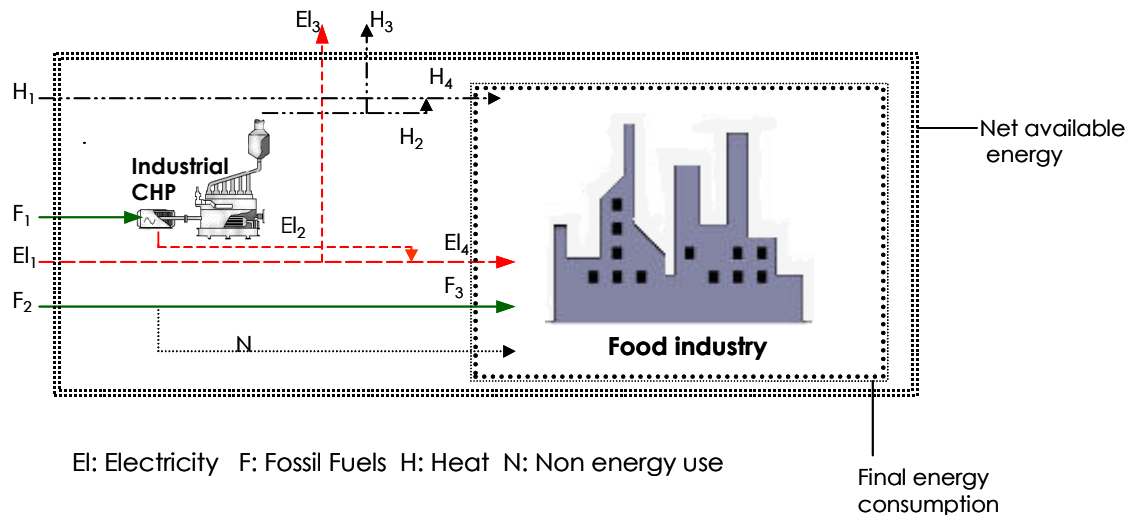 El₃
H₃
H₁
H₄
H₂
Net available
energy
Industrial
CHP
F₁
El₂
El₁
El₄
F₂
F₃
N
Food industry
El: Electricity F: Fossil Fuels H: Heat N: Non energy use
Final energy
consumption